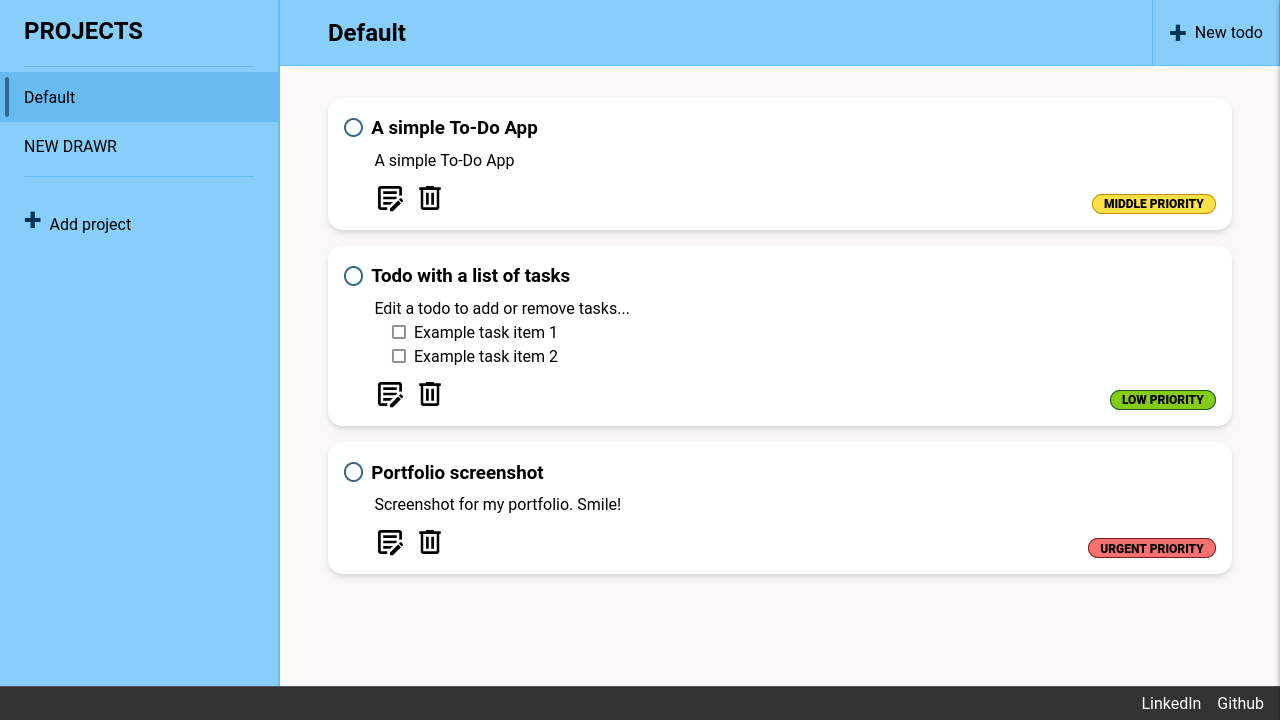 PROJECTS
Default
NEW DRAWR
Add project
Default
New todo
A simple To-Do App
A simple To-Do App
MIDDLE PRIORITY
Todo with a list of tasks
Edit a todo to add or remove tasks...
Example task item 1
Example task item 2
LOW PRIORITY
Portfolio screenshot
Screenshot for my portfolio. Smile!
URGENT PRIORITY
LinkedIn Github